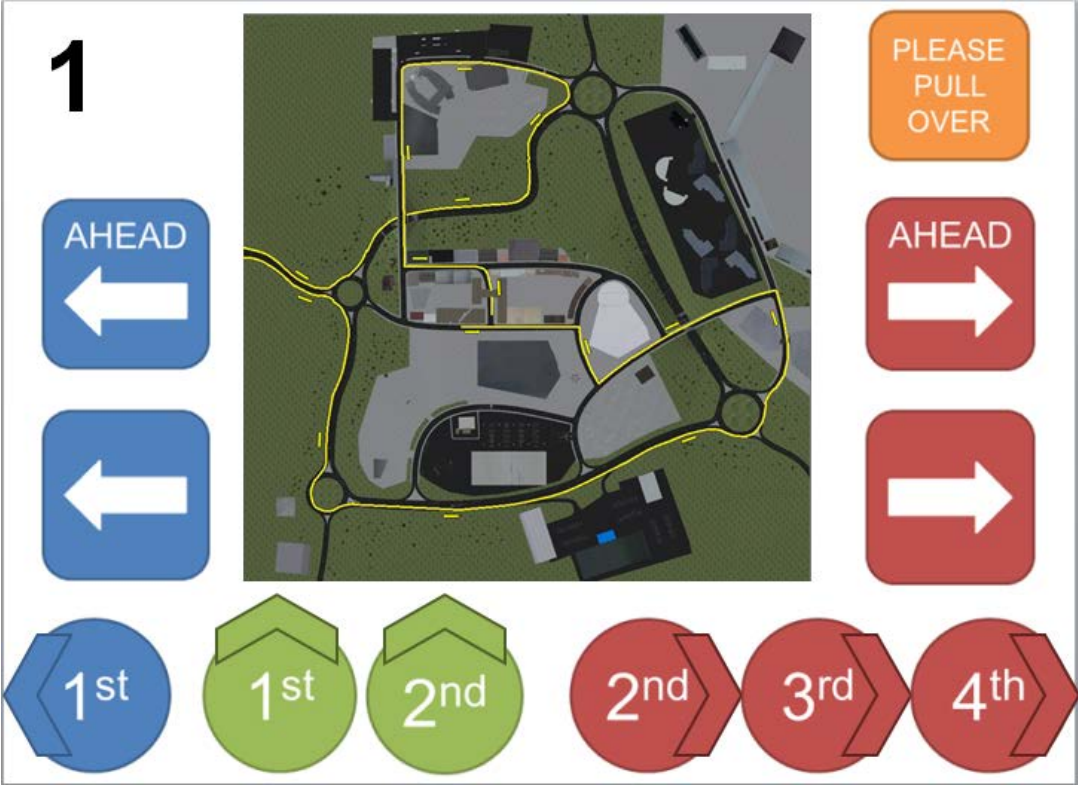 1
PLEASE
PULL
OVER
AHEAD
AHEAD
1st
1st
2nd
2nd
3rd
4th